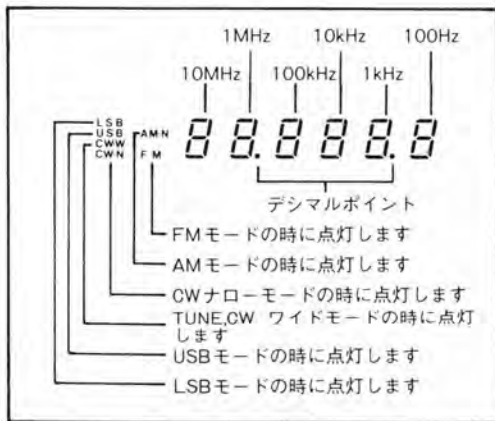 1MHz 10kHz 100Hz
10MHz 100kHz 1kHz
LSB
USB AM·N
CWW
CWN FM
88.888.8
デシマルポイント
FMモードの時に点灯します
AMモードの時に点灯します
CWナローモードの時に点灯します
TUNE,CW ワイドモードの時に点灯
します
USBモードの時に点灯します
LSBモードの時に点灯します